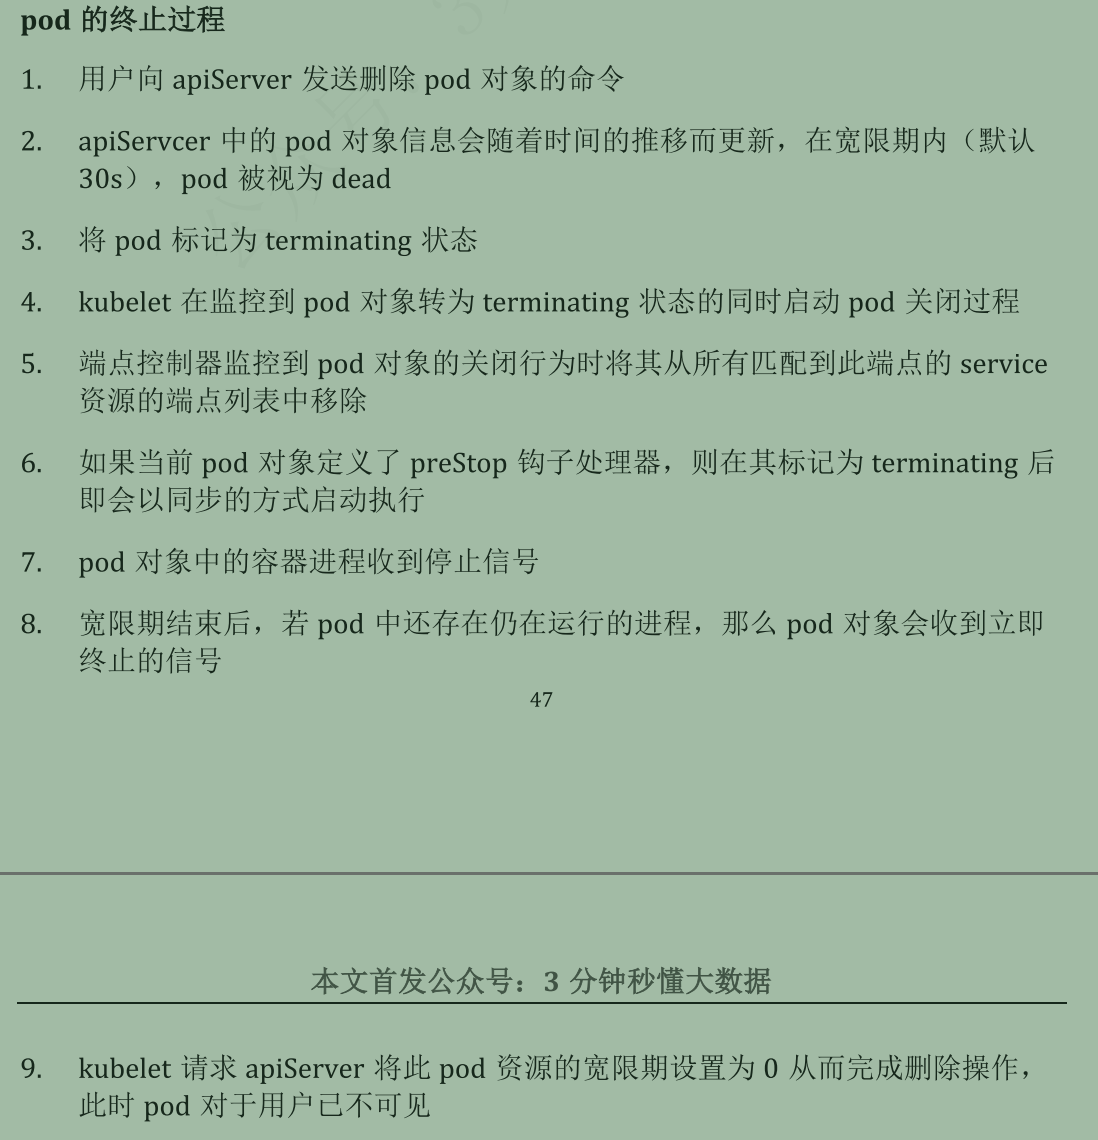 pod 的终止过程
1. 用户向 apiServer 发送删除 pod 对象的命令
2. apiServcer 中的 pod 对象信息会随着时间的推移而更新，在宽限期内（默认
30s），pod 被视为 dead
3. 将 pod 标记为 terminating 状态
4. kubelet 在监控到 pod 对象转为 terminating 状态的同时启动 pod 关闭过程
5. 端点控制器监控到 pod 对象的关闭行为时将其从所有匹配到此端点的 service
资源的端点列表中移除
6. 如果当前 pod 对象定义了 preStop 钩子处理器，则在其标记为 terminating 后
即会以同步的方式启动执行
7. pod 对象中的容器进程收到停止信号
8. 宽限期结束后，若 pod 中还存在仍在运行的进程，那么 pod 对象会收到立即
终止的信号
47
本文首发公众号：3 分钟秒懂大数据
9. kubelet 请求 apiServer 将此 pod 资源的宽限期设置为 0 从而完成删除操作，
此时 pod 对于用户已不可见